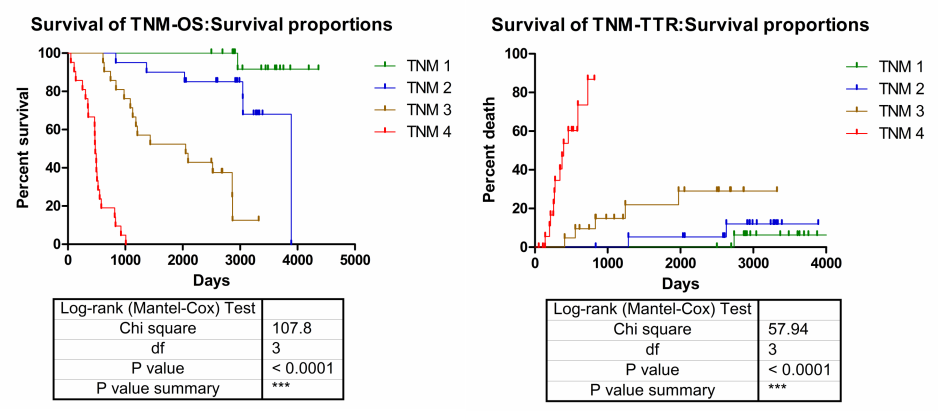 Survival of TNM-OS:Survival proportions
Percent survival
100
80
60
40
20
0
0 1000 2000 3000 4000 5000
Days
TNM 1
TNM 2
TNM 3
TNM 4
Log-rank (Mantel-Cox) Test
Chi square 107.8
df 3
P value < 0.0001
P value summary ***
Survival of TNM-TTR:Survival proportions
Percent death
100
80
60
40
20
0
0 1000 2000 3000 4000
Days
TNM 1
TNM 2
TNM 3
TNM 4
Log-rank (Mantel-Cox) Test
Chi square 57.94
df 3
P value < 0.0001
P value summary ***